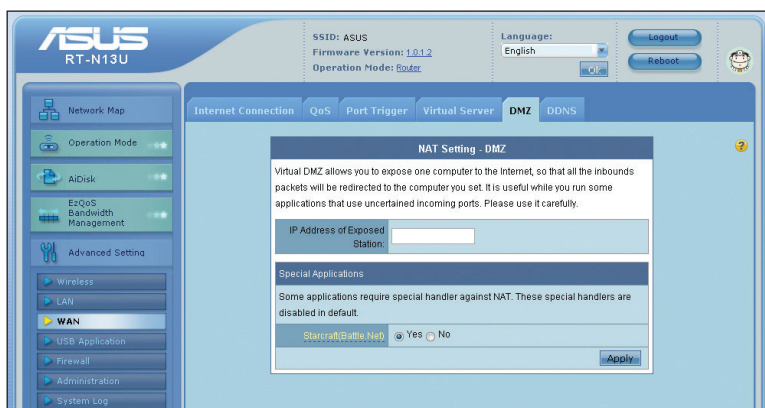 ASUS
RT-N13U
SSID: ASUS
Firmware Version: 1.0.1.2
Operation Mode: Router
Language:
English
OK
Logout
Reboot
Network Map
Operation Mode
AiDisk
EzQoS
Bandwidth
Management
Advanced Setting
Wireless
LAN
WAN
USB Application
Firewall
Administration
System Log
Internet Connection QoS Port Trigger Virtual Server DMZ DDNS
NAT Setting - DMZ
Virtual DMZ allows you to expose one computer to the Internet, so that all the inbounds
packets will be redirected to the computer you set. It is useful while you run some
applications that use uncertained incoming ports. Please use it carefully.
IP Address of Exposed
Station:
Special Applications
Some applications require special handler against NAT. These special handlers are
disabled in default.
Starcraft(Battle.Net) Yes No
Apply
?